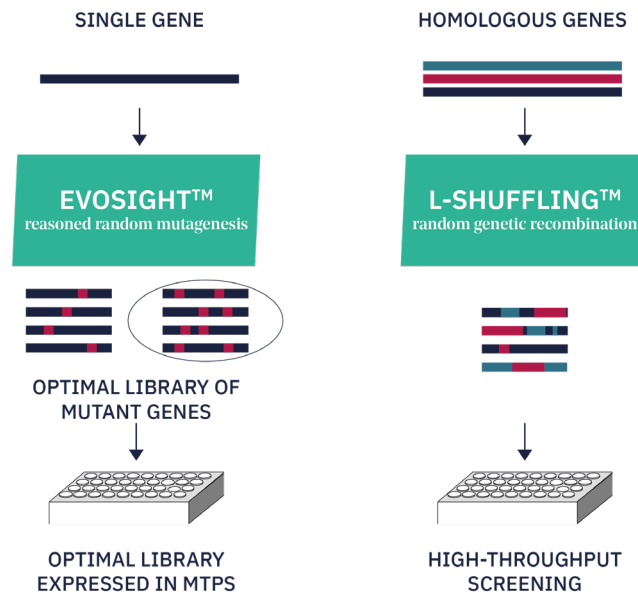 SINGLE GENE
EVOSIGHT™
reasoned random mutagenesis
OPTIMAL LIBRARY OF
MUTANT GENES
OPTIMAL LIBRARY
EXPRESSED IN MTPS
HOMOLOGOUS GENES
L-SHUFFLING™
random genetic recombination
HIGH-THROUGHPUT
SCREENING